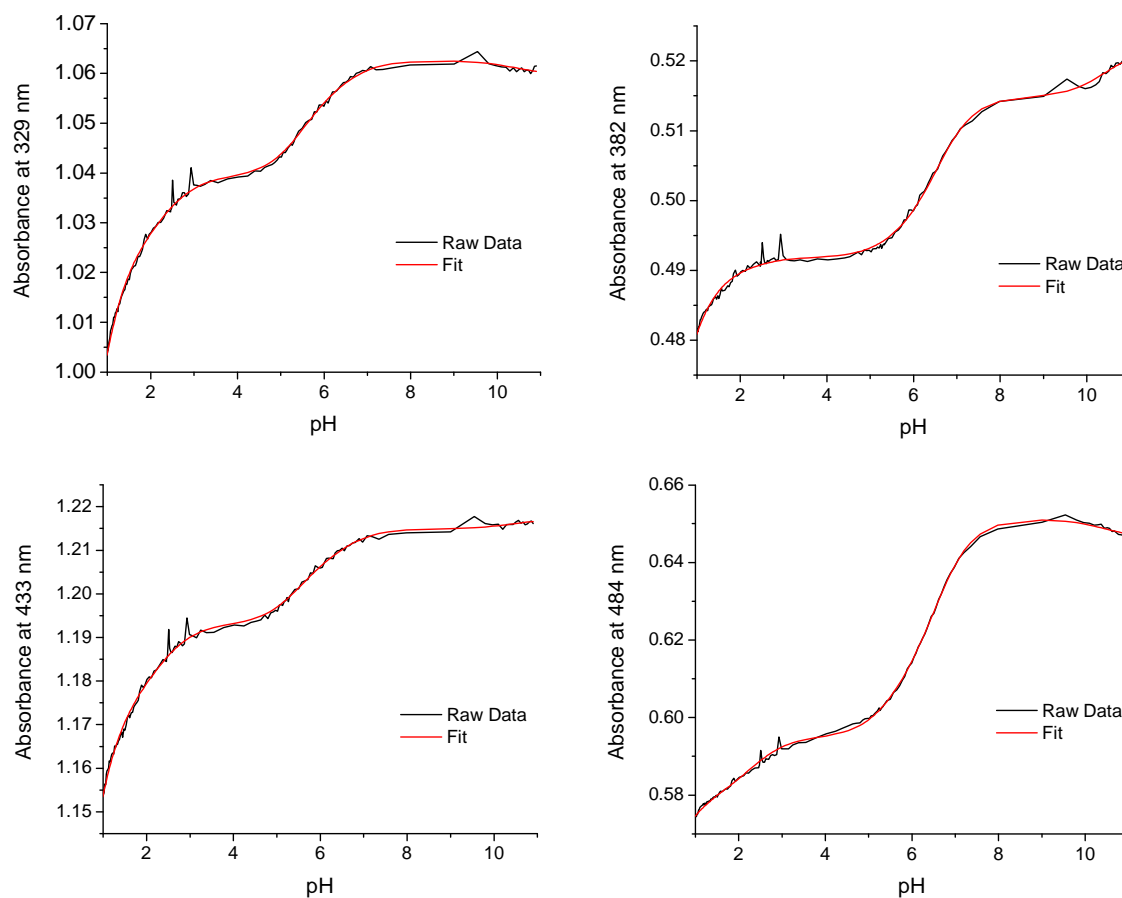 1.07
1.06
1.05
1.04
1.03
1.02
1.01
1.00
Absorbance at 329 nm
Raw Data
Fit
2 4 6 8 10
pH
0.52
0.51
0.50
0.49
0.48
Absorbance at 382 nm
Raw Data
Fit
2 4 6 8 10
pH
1.22
1.21
1.20
1.19
1.18
1.17
1.16
1.15
Absorbance at 433 nm
Raw Data
Fit
2 4 6 8 10
pH
0.66
0.64
0.62
0.60
0.58
Absorbance at 484 nm
Raw Data
Fit
2 4 6 8 10
pH